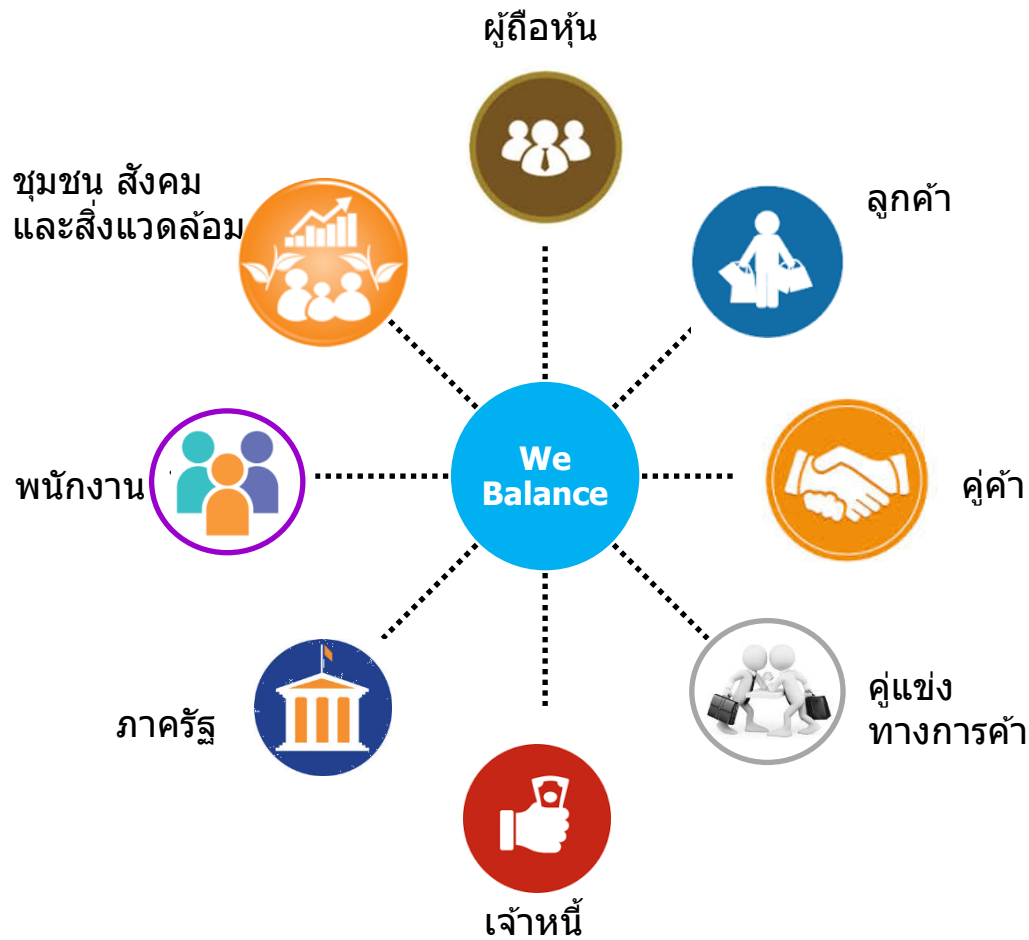 ผู้ถือหุ้น
ชุมชน สังคม
และสิ่งแวดล้อม
ลูกค้า
We
Balance
พนักงาน
คู่ค้า
ภาครัฐ
คู่แข่ง
ทางการค้า
เจ้าหนี้